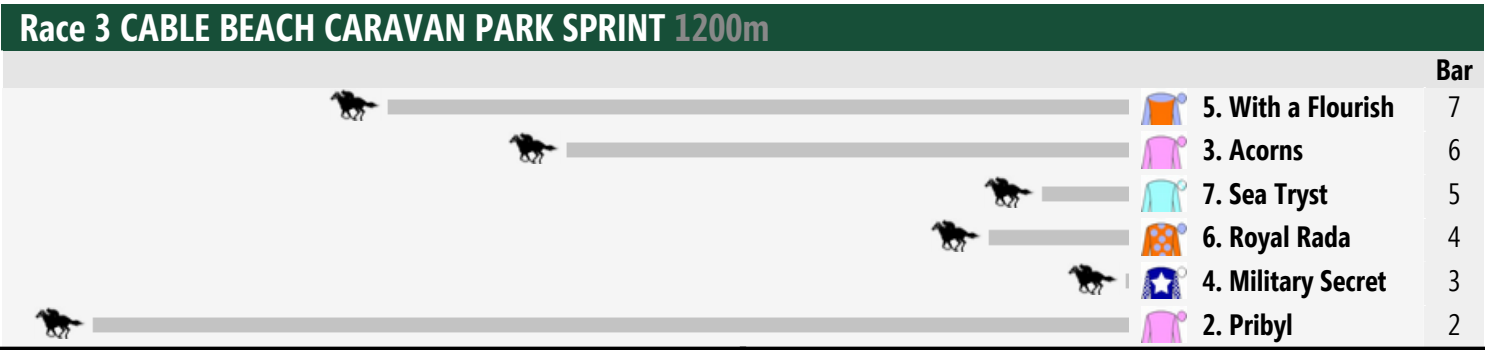 Race 3 CABLE BEACH CARAVAN PARK SPRINT 1200m
Bar
5. With a Flourish 7
3. Acorns 6
7. Sea Tryst 5
6. Royal Rada 4
4. Military Secret 3
2. Pribyl 2